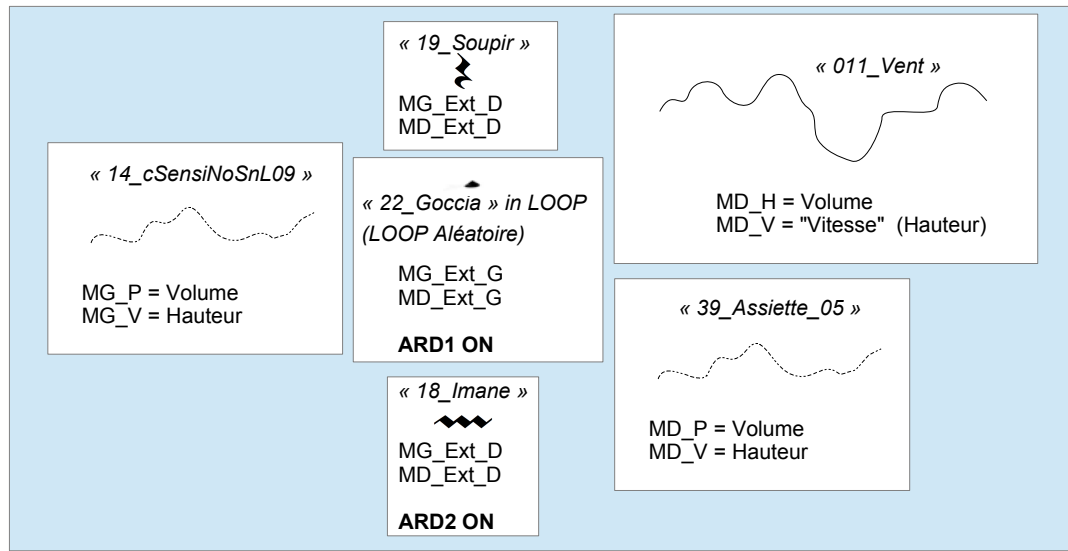 « 19_Soupir »
MG_Ext_D
MD_Ext_D
« 011_Vent »
MD_H = Volume
MD_V = "Vitesse" (Hauteur)
« 14_cSensiNoSnL09 »
MG_P = Volume
MG_V = Hauteur
« 22_Goccia » in LOOP
(LOOP Aléatoire)
MG_Ext_G
MD_Ext_G
ARD1 ON
« 39_Assiette_05 »
MD_P = Volume
MD_V = Hauteur
« 18_Imane »
MG_Ext_D
MD_Ext_D
ARD2 ON